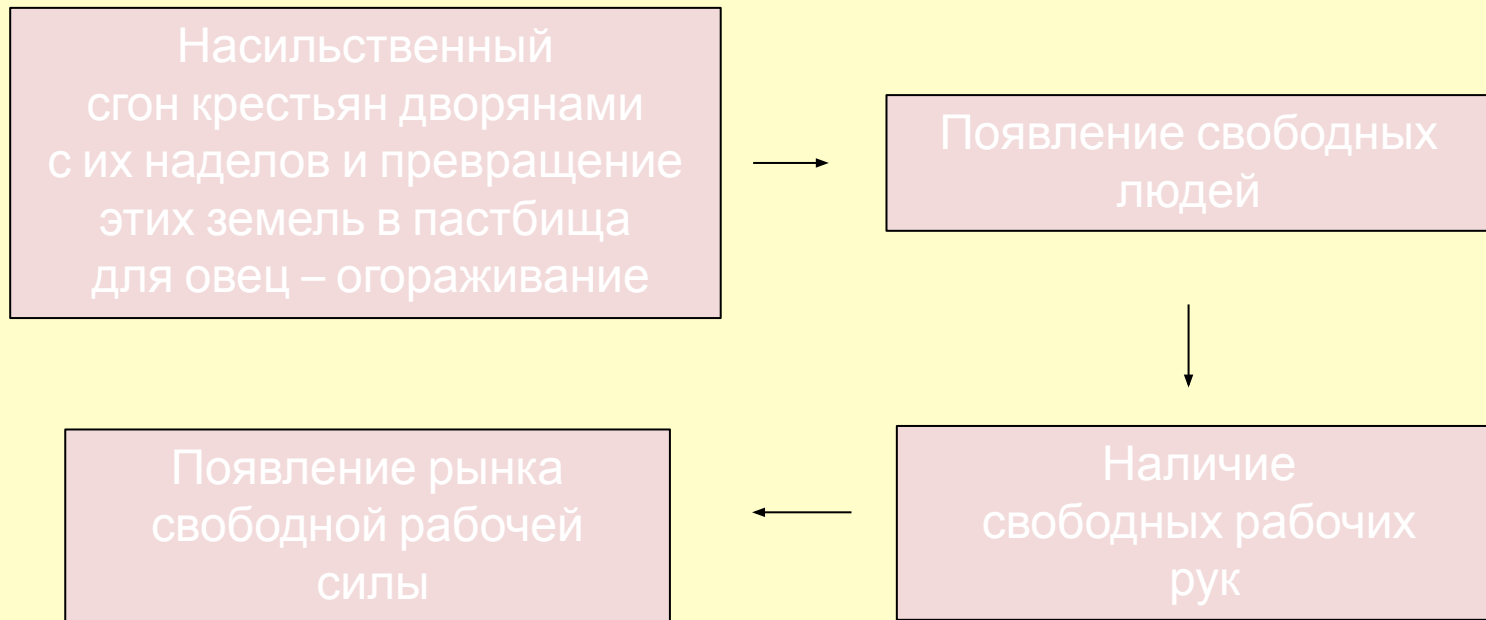 Насильственный
сгон крестьян дворянами
с их наделов и превращение
этих земель в пастбища
для овец – огораживание
Появление свободных
людей
Наличие
свободных рабочих
рук
Появление рынка
свободной рабочей
силы